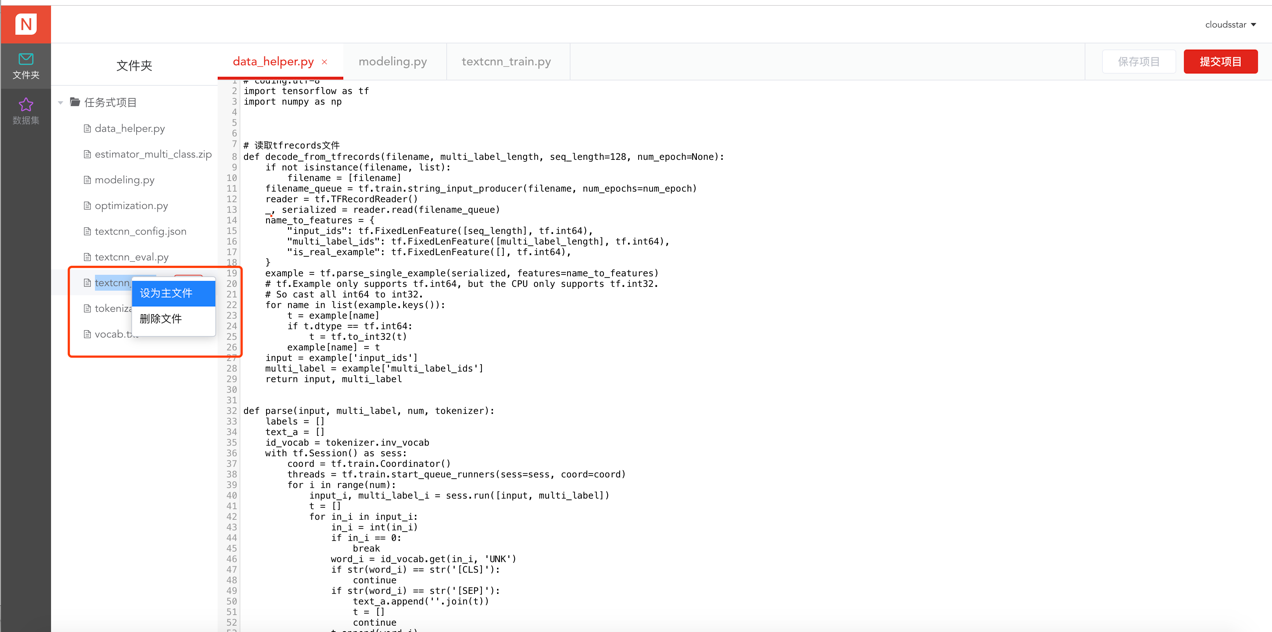 N
cloudsstar
文件夹
数据集
文件夹
任务式项目
data_helper.py
estimator_multi_class.zip
modeling.py
optimization.py
textcnn_config.json
textcnn_eval.py
textcnn_
设为主文件
删除文件
data_helper.py ×
modeling.py
textcnn_train.py
保存项目
提交项目
1 # coding:utf-8
2 import tensorflow as tf
3 import numpy as np
4
5
6
7 # 读取tfrecords文件
8 def decode_from_tfrecords(filename, multi_label_length, seq_length=128, num_epoch=None):
9 if not isinstance(filename, list):
10 filename = [filename]
11 filename_queue = tf.train.string_input_producer(filename, num_epochs=num_epoch)
12 reader = tf.TFRecordReader()
13 _, serialized = reader.read(filename_queue)
14 name_to_features = {
15 "input_ids": tf.FixedLenFeature([seq_length], tf.int64),
16 "multi_label_ids": tf.FixedLenFeature([multi_label_length], tf.int64),
17 "is_real_example": tf.FixedLenFeature([], tf.int64),
18 }
19 example = tf.parse_single_example(serialized, features=name_to_features)
20 # tf.Example only supports tf.int64, but the CPU only supports tf.int32.
21 # So cast all int64 to int32.
22 for name in list(example.keys()):
23 t = example[name]
24 if t.dtype == tf.int64:
25 t = tf.to_int32(t)
26 example[name] = t
27 input = example['input_ids']
28 multi_label = example['multi_label_ids']
29 return input, multi_label
30
31
32 def parse(input, multi_label, num, tokenizer):
33 labels = []
34 text_a = []
35 id_vocab = tokenizer.inv_vocab
36 with tf.Session() as sess:
37 coord = tf.train.Coordinator()
38 threads = tf.train.start_queue_runners(sess=sess, coord=coord)
39 for i in range(num):
40 input_i, multi_label_i = sess.run([input, multi_label])
41 t = []
42 for in_i in input_i:
43 in_i = int(in_i)
44 if in_i == 0:
45 break
46 word_i = id_vocab.get(in_i, 'UNK')
47 if str(word_i) == str('[CLS]'):
48 continue
49 if str(word_i) == str('[SEP]'):
50 text_a.append(''.join(t))
51 t = []
52 continue